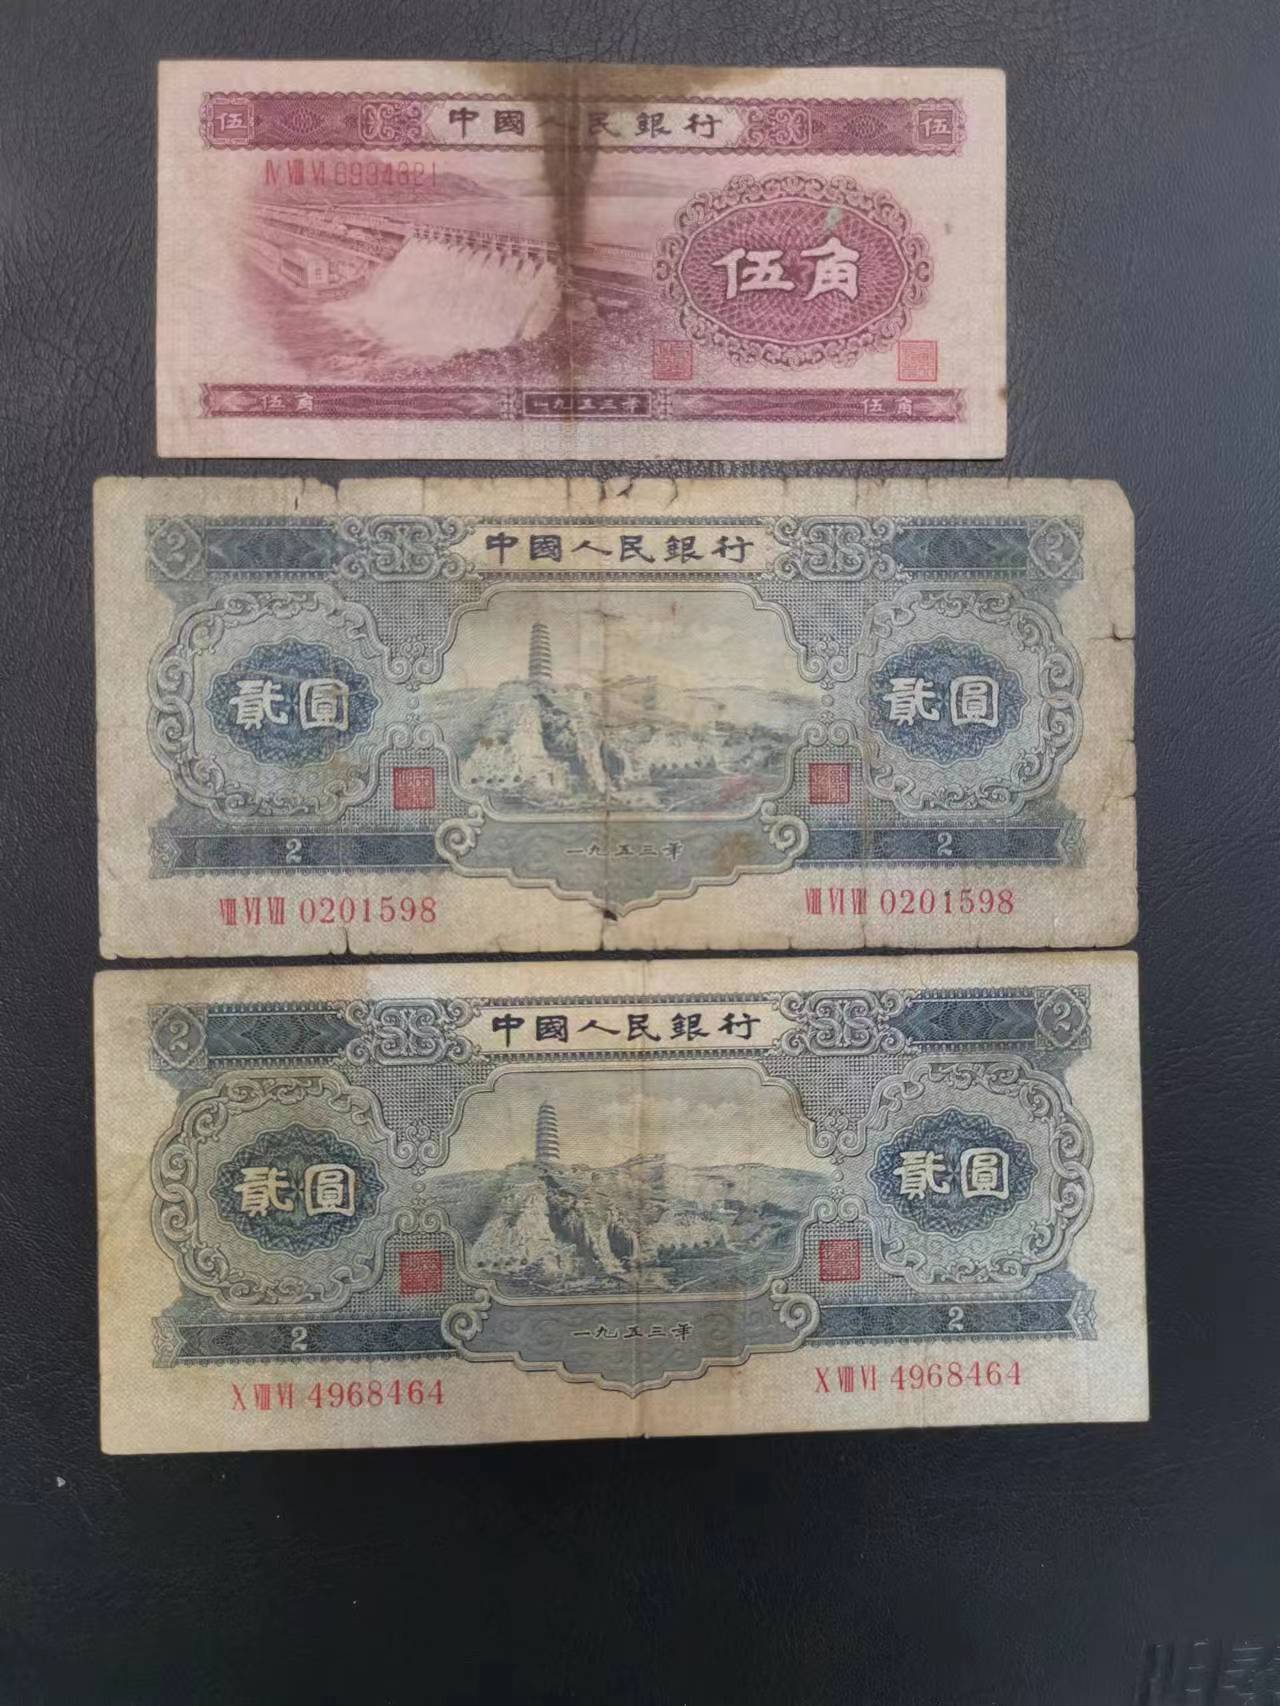 伍 中國人民銀行 伍
Ⅳ Ⅷ Ⅵ 6934321
伍角
伍角 一九五三年 伍角
2 中國人民銀行 2
貳圓 貳圓
一九五三年
2 2
Ⅷ Ⅵ Ⅶ 0201598 Ⅷ Ⅵ Ⅶ 0201598
2 中國人民銀行 2
貳圓 貳圓
2 2
一九五三年
Ⅹ Ⅷ Ⅵ 4968464 Ⅹ Ⅷ Ⅵ 4968464